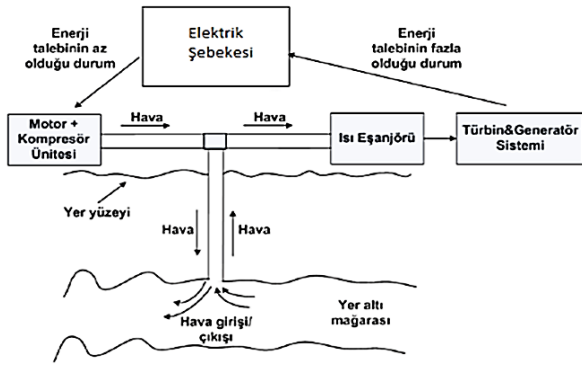 Enerji
talebinin az
olduğu durum
Elektrik
Şebekesi
Enerji
talebinin fazla
olduğu durum
Motor +
Kompresör
Ünitesi
Hava
Hava
Isı Eşanjörü
Türbin&Generatör
Sistemi
Yer yüzeyi
Hava
Hava
Hava girişi/
çıkışı
Yer altı
mağarası